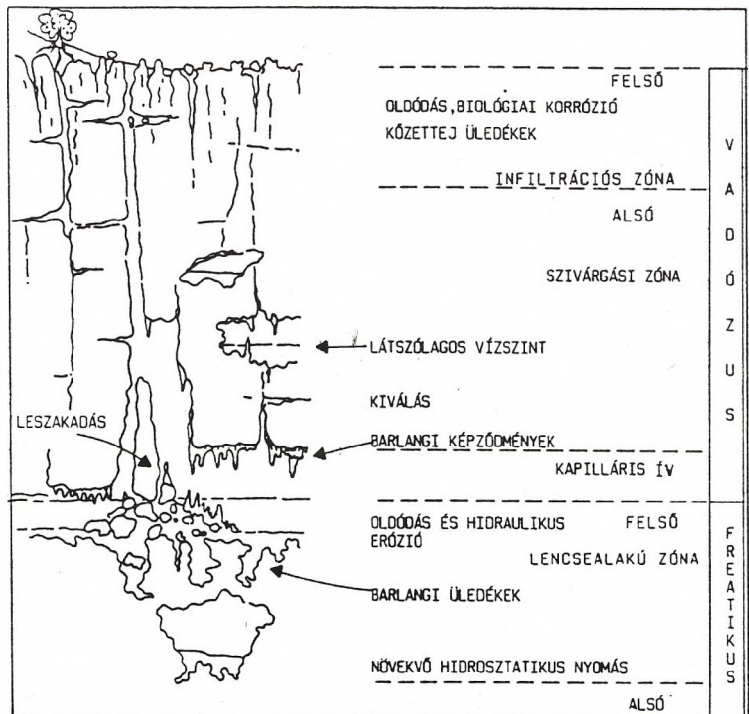 FELSŐ
OLDÓDÁS,BIOLÓGIAI KORRÓZIÓ
KŐZETTEJ ÜLEDÉKEK
INFILTRÁCIÓS ZÓNA
ALSÓ
SZIVÁRGÁSI ZÓNA
LÁTSZÓLAGOS VÍZSZINT
KIVÁLÁS
LESZAKADÁS
BARLANGI KÉPZŐDMÉNYEK
KAPILLÁRIS ÍV
VADÓZUS
OLDÓDÁS ÉS HIDRAULIKUS FELSŐ
ERÓZIÓ
LENCSEALAKÚ ZÓNA
BARLANGI ÜLEDÉKEK
NÖVEKVŐ HIDROSZTATIKUS NYOMÁS
ALSÓ
FREATIKUS